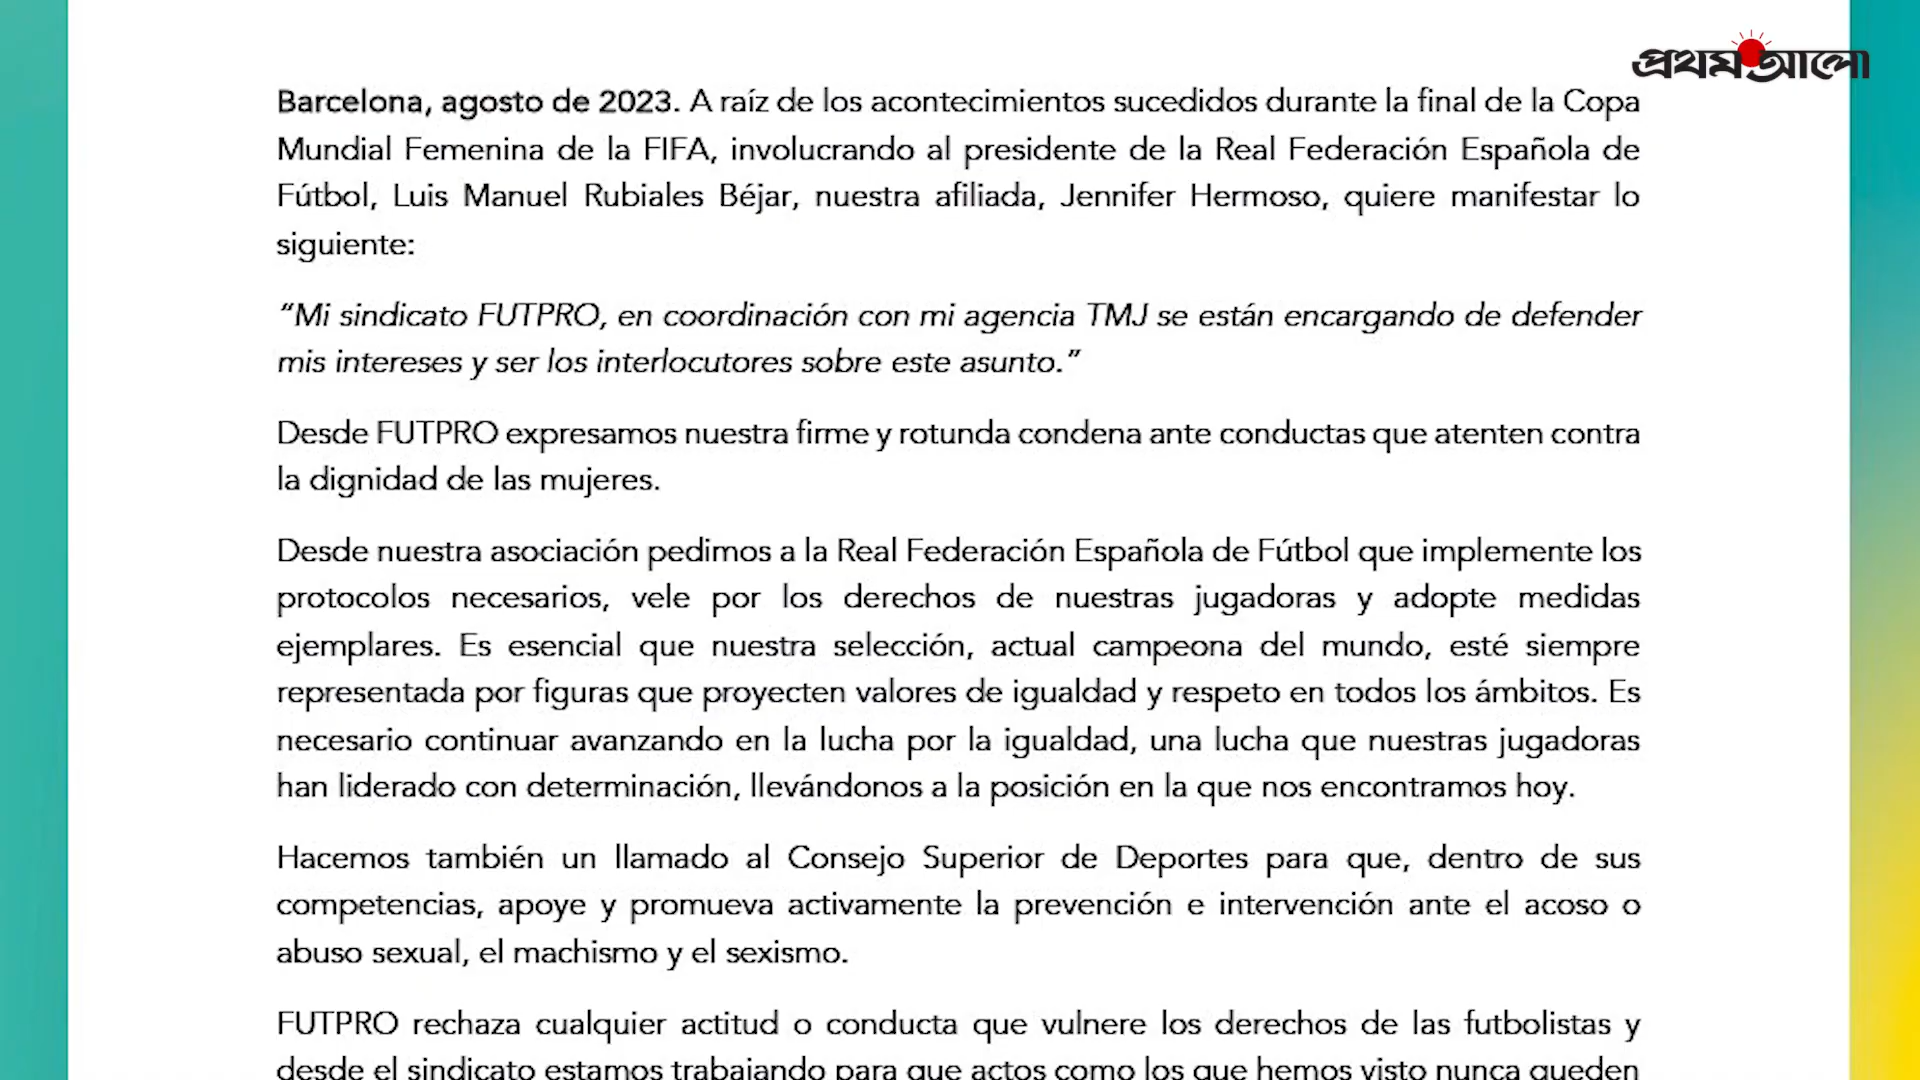 প্রথম আলো
Barcelona, agosto de 2023. A raíz de los acontecimientos sucedidos durante la final de la Copa
Mundial Femenina de la FIFA, involucrando al presidente de la Real Federación Española de
Fútbol, Luis Manuel Rubiales Béjar, nuestra afiliada, Jennifer Hermoso, quiere manifestar lo
siguiente:
“Mi sindicato FUTPRO, en coordinación con mi agencia TMJ se están encargando de defender
mis intereses y ser los interlocutores sobre este asunto.”
Desde FUTPRO expresamos nuestra firme y rotunda condena ante conductas que atenten contra
la dignidad de las mujeres.
Desde nuestra asociación pedimos a la Real Federación Española de Fútbol que implemente los
protocolos necesarios, vele por los derechos de nuestras jugadoras y adopte medidas
ejemplares. Es esencial que nuestra selección, actual campeona del mundo, esté siempre
representada por figuras que proyecten valores de igualdad y respeto en todos los ámbitos. Es
necesario continuar avanzando en la lucha por la igualdad, una lucha que nuestras jugadoras
han liderado con determinación, llevándonos a la posición en la que nos encontramos hoy.
Hacemos también un llamado al Consejo Superior de Deportes para que, dentro de sus
competencias, apoye y promueva activamente la prevención e intervención ante el acoso o
abuso sexual, el machismo y el sexismo.
FUTPRO rechaza cualquier actitud o conducta que vulnere los derechos de las futbolistas y
desde el sindicato estamos trabajando para que actos como los que hemos visto nunca queden